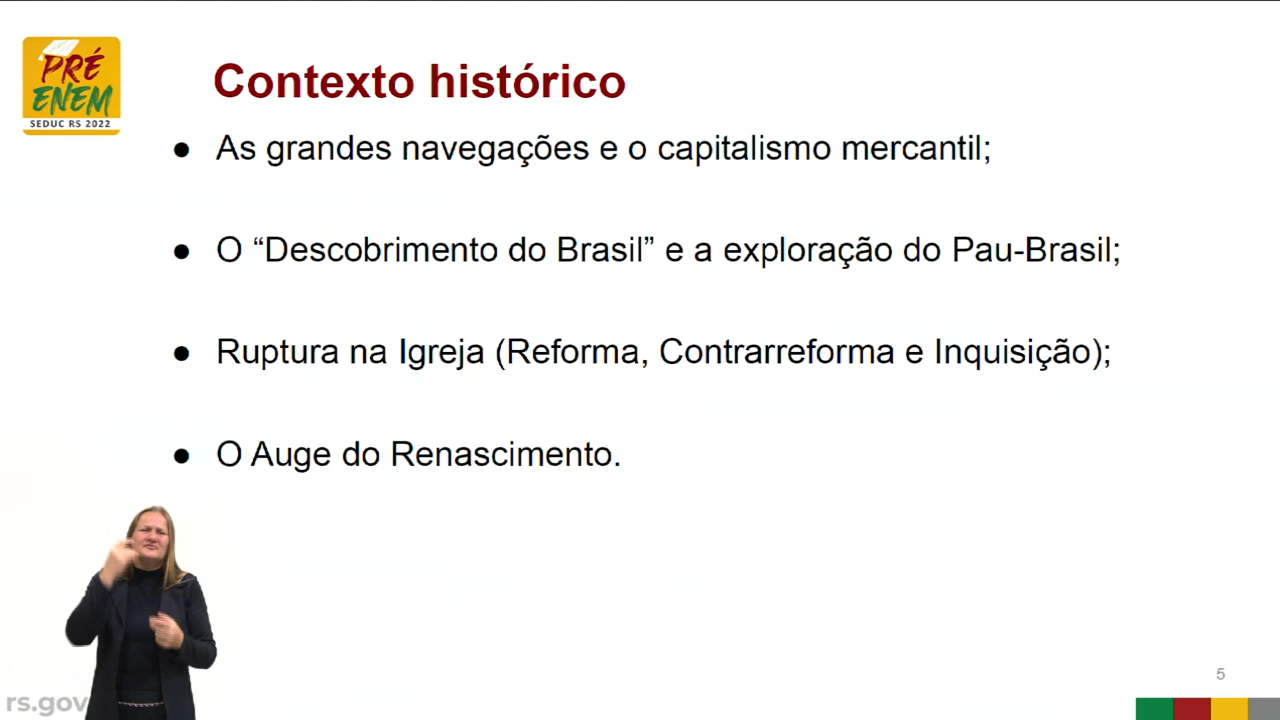 PRÉ
ENEM
SEDUC RS 2022
Contexto histórico
● As grandes navegações e o capitalismo mercantil;
● O “Descobrimento do Brasil” e a exploração do Pau-Brasil;
● Ruptura na Igreja (Reforma, Contrarreforma e Inquisição);
● O Auge do Renascimento.
5
rs.gov